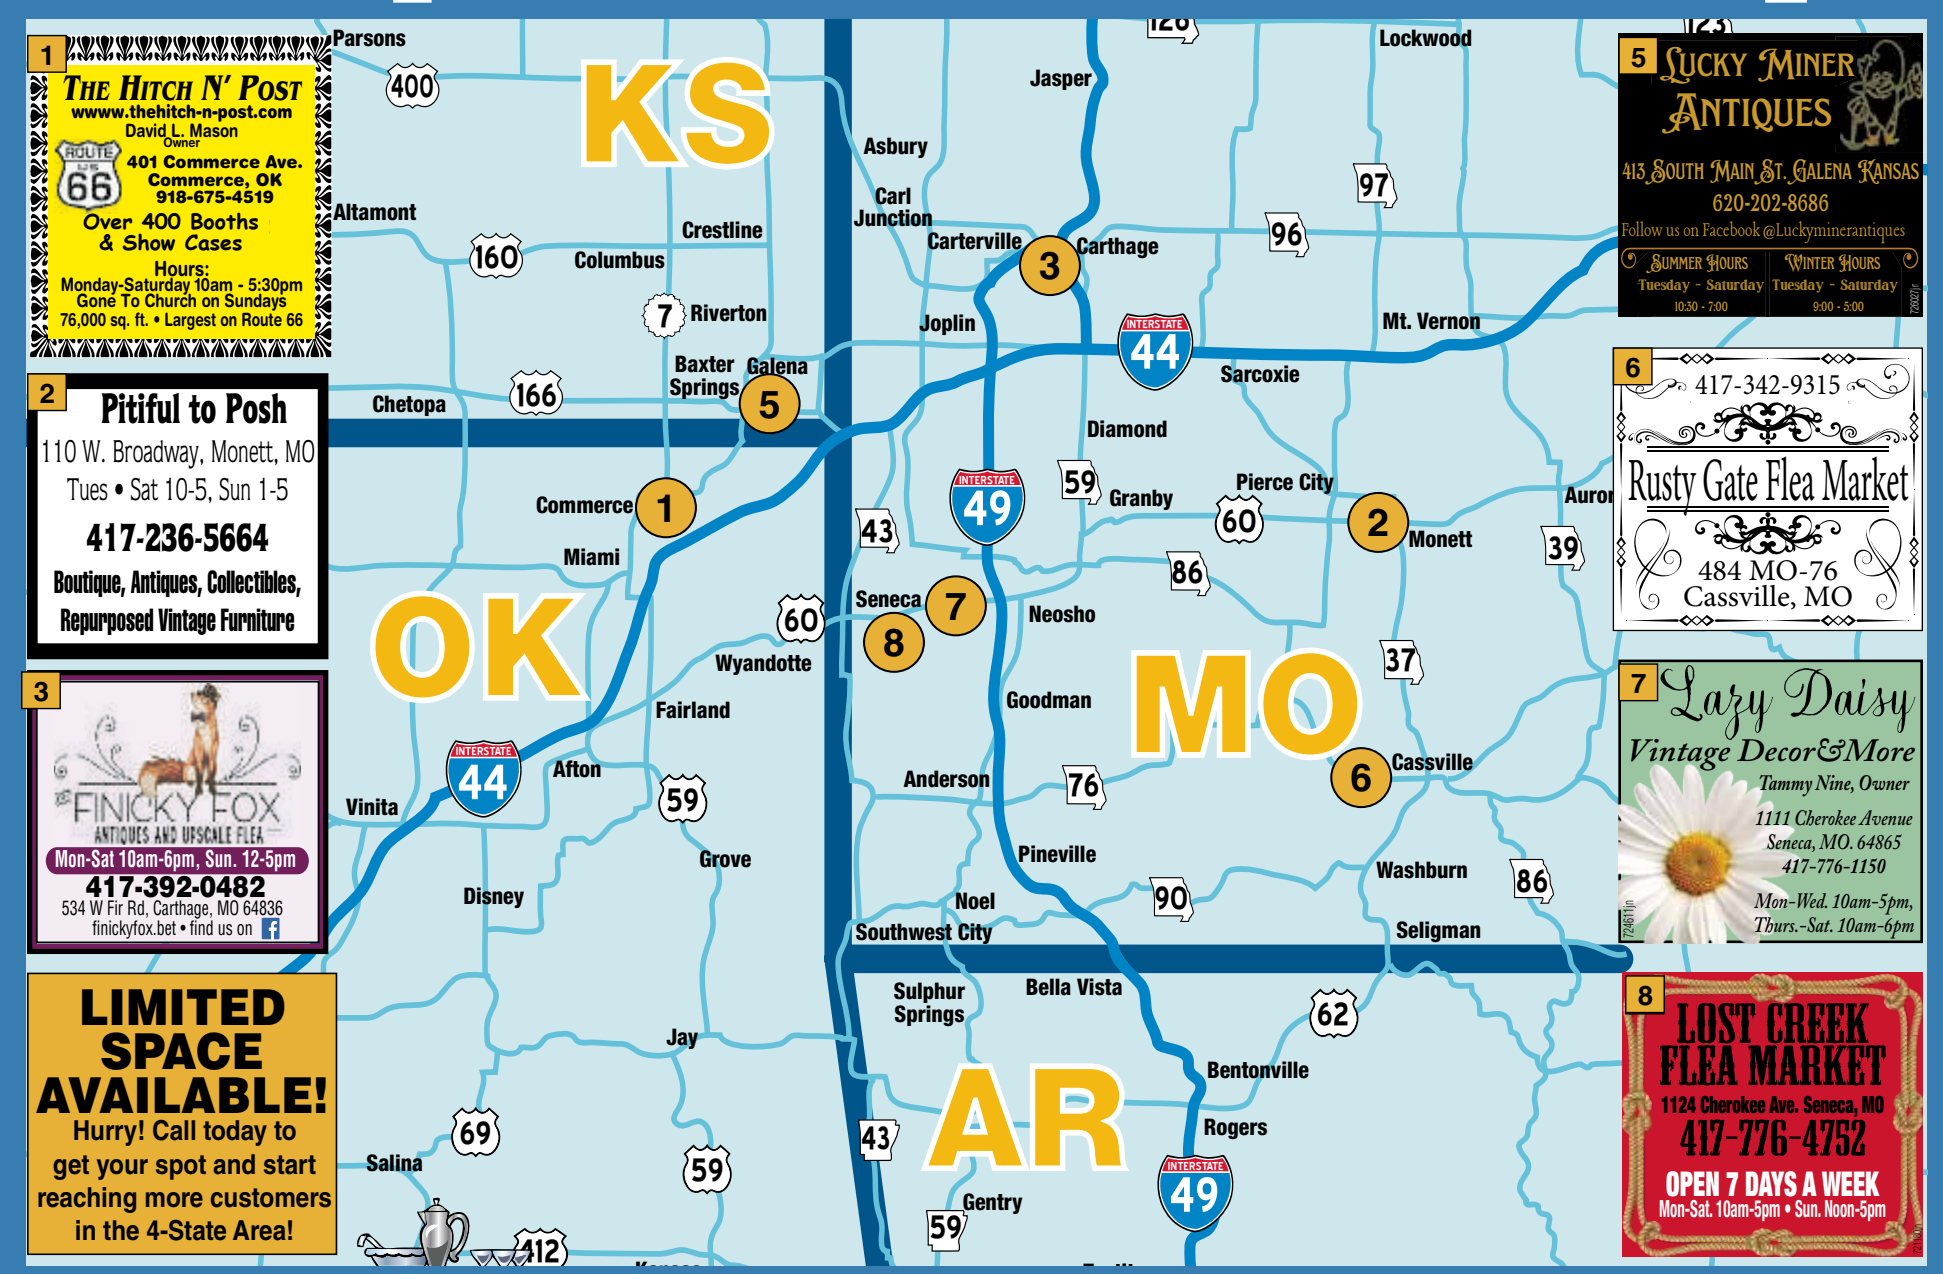 1
THE HITCH N' POST
wwww.thehitch-n-post.com
David L. Mason
Owner
ROUTE
US
66
401 Commerce Ave.
Commerce, OK
918-675-4519
Over 400 Booths
& Show Cases
Hours:
Monday-Saturday 10am - 5:30pm
Gone To Church on Sundays
76,000 sq. ft. • Largest on Route 66
2
Pitiful to Posh
110 W. Broadway, Monett, MO
Tues • Sat 10-5, Sun 1-5
417-236-5664
Boutique, Antiques, Collectibles,
Repurposed Vintage Furniture
3
THE FINICKY FOX
ANTIQUES AND UPSCALE FLEA
Mon-Sat 10am-6pm, Sun. 12-5pm
417-392-0482
534 W Fir Rd, Carthage, MO 64836
finickyfox.bet • find us on f
LIMITED
SPACE
AVAILABLE!
Hurry! Call today to
get your spot and start
reaching more customers
in the 4-State Area!
Parsons
400
KS
126
Lockwood
123
Jasper
Asbury
97
Altamont
Carl
Junction
Crestline
160
Columbus
Carterville
3
Carthage
96
7
Riverton
Joplin
INTERSTATE
44
Mt. Vernon
Baxter
Springs
Galena
5
Sarcoxie
166
Chetopa
Diamond
Commerce
1
INTERSTATE
49
59
Granby
Pierce City
60
2
Monett
Auror
43
39
Miami
86
OK
60
Seneca
7
8
Neosho
Wyandotte
MO
37
Fairland
Goodman
INTERSTATE
44
Afton
59
Anderson
76
6
Cassville
Vinita
Grove
Pineville
Washburn
86
Disney
Noel
90
Southwest City
Seligman
Sulphur
Springs
Bella Vista
62
Jay
Bentonville
AR
69
43
Rogers
Salina
59
INTERSTATE
49
Gentry
59
412
5
LUCKY MINER
ANTIQUES
413 SOUTH MAIN ST. GALENA KANSAS
620-202-8686
Follow us on Facebook @Luckyminerantiques
SUMMER HOURS
Tuesday - Saturday
10:30 - 7:00
WINTER HOURS
Tuesday - Saturday
9:00 - 5:00
726027jr
6
417-342-9315
Rusty Gate Flea Market
484 MO-76
Cassville, MO
7
Lazy Daisy
Vintage Decor&More
Tammy Nine, Owner
1111 Cherokee Avenue
Seneca, MO. 64865
417-776-1150
Mon-Wed. 10am-5pm,
Thurs.-Sat. 10am-6pm
724611jn
8
LOST CREEK
FLEA MARKET
1124 Cherokee Ave. Seneca, MO
417-776-4752
OPEN 7 DAYS A WEEK
Mon-Sat. 10am-5pm • Sun. Noon-5pm